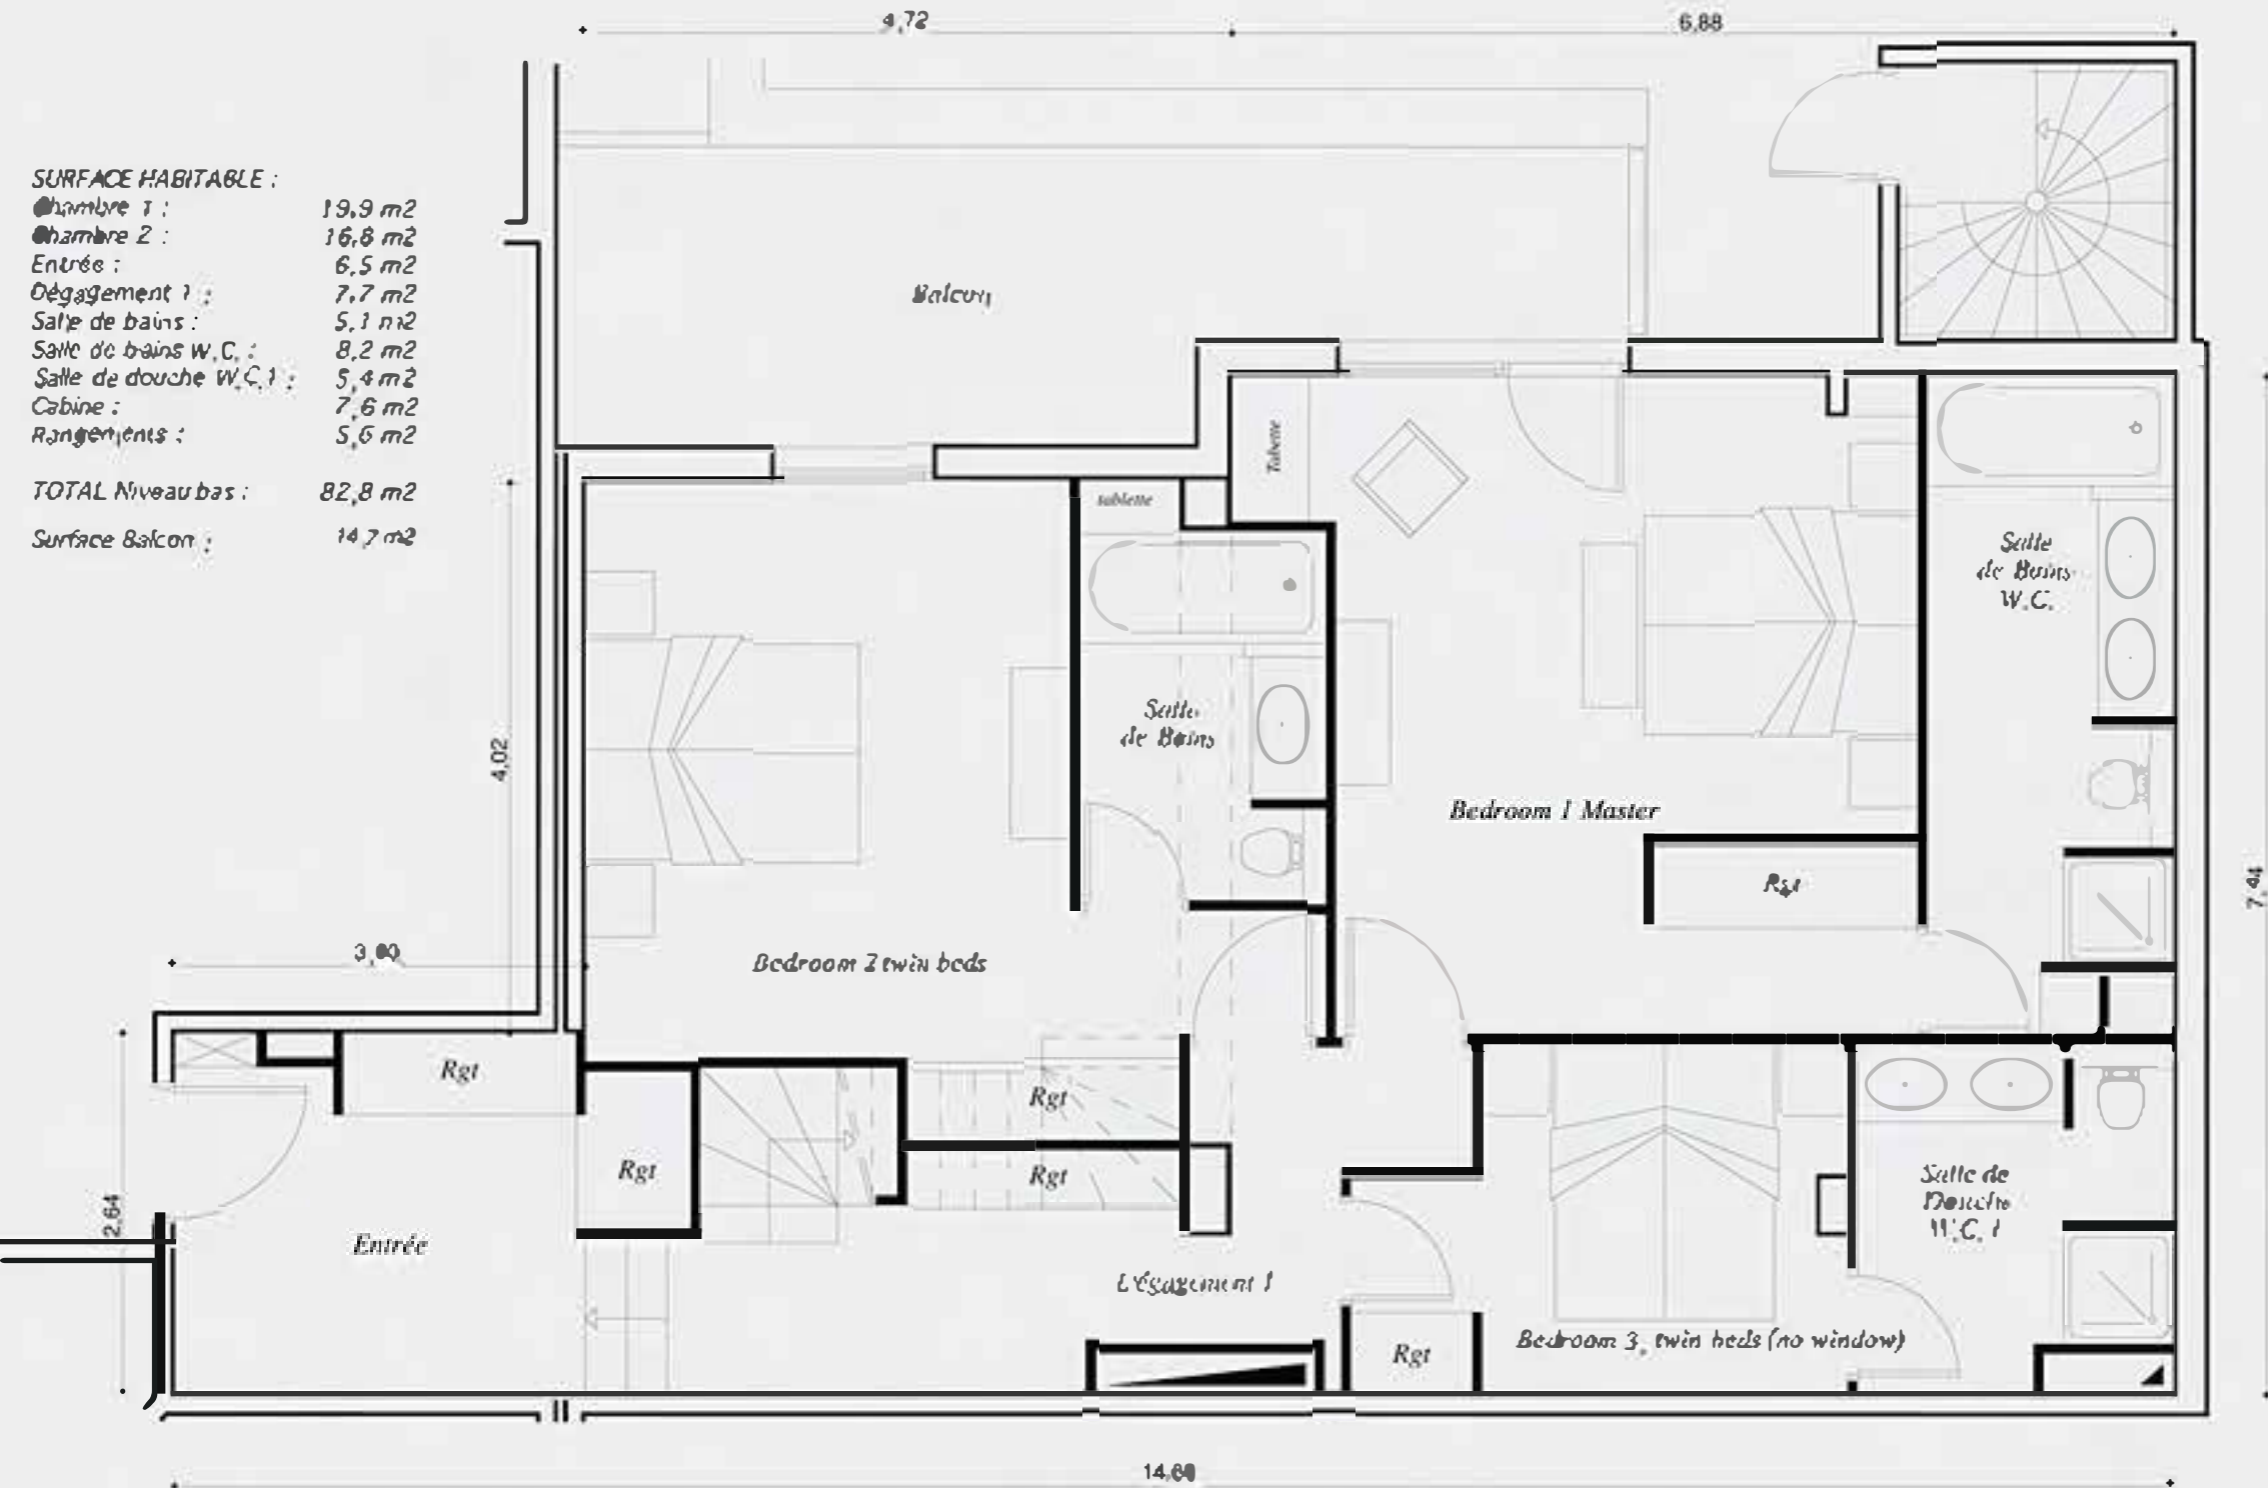 4,72
6,88
SURFACE HABITABLE :
Chambre 1 : 19,9 m2
Chambre 2 : 16,8 m2
Entrée : 6,5 m2
Dégagement 1 : 7,7 m2
Salle de bains : 5,1 m2
Salle de bains W.C. : 8,2 m2
Salle de douche W.C.1 : 5,4 m2
Cabine : 7,6 m2
Rangements : 5,6 m2
TOTAL Niveau bas : 82,8 m2
Surface Balcon : 14,7 m2
Balcon
Tablette
tablette
Salle
de Bains
W.C.
Salle
de Bains
4,02
Bedroom 1 Master
Rgt
7,44
3,00
Bedroom 2 twin beds
Rgt
Rgt
Rgt
Rgt
2,64
Entrée
Salle de
Douche
W.C. 1
Dégagement 1
Bedroom 3, twin beds (no window)
Rgt